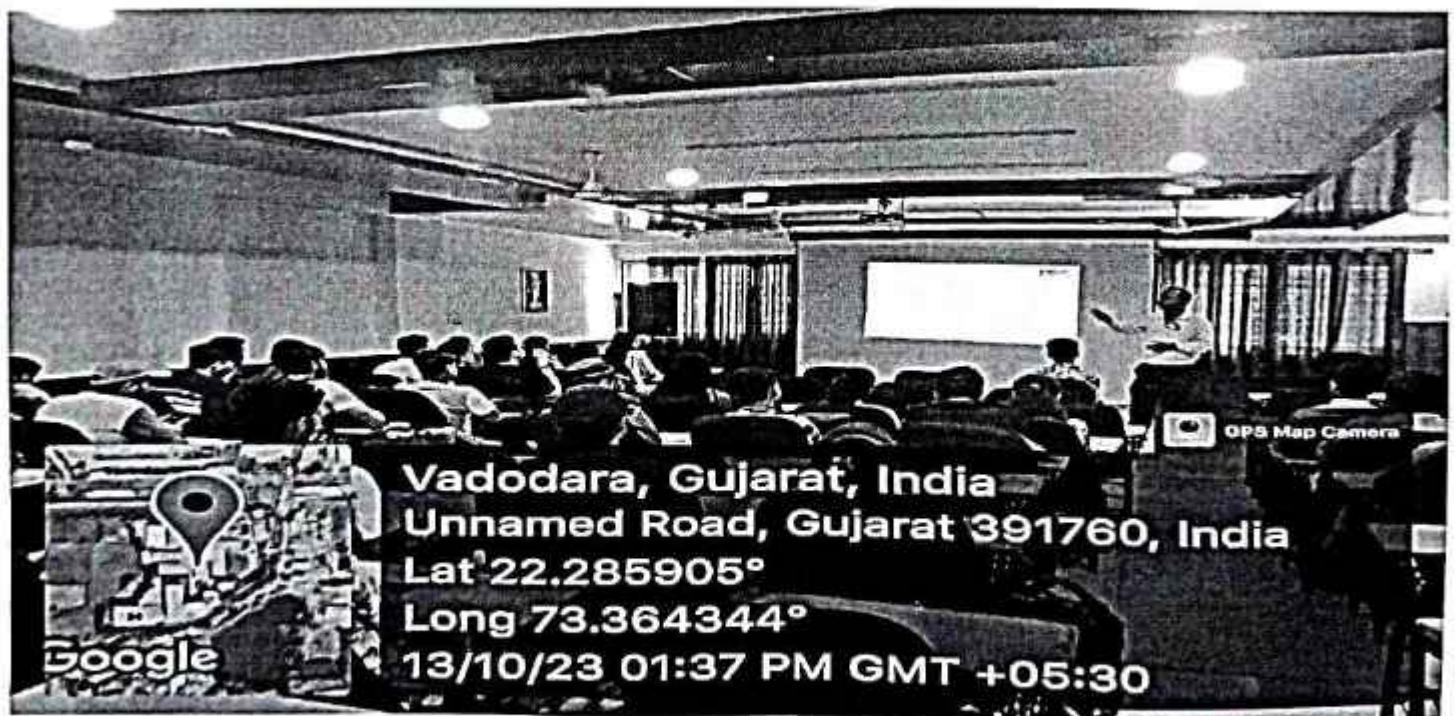 GPS Map Camera
Vadodara, Gujarat, India
Unnamed Road, Gujarat 391760, India
Lat 22.285905°
Long 73.364344°
13/10/23 01:37 PM GMT +05:30
Google